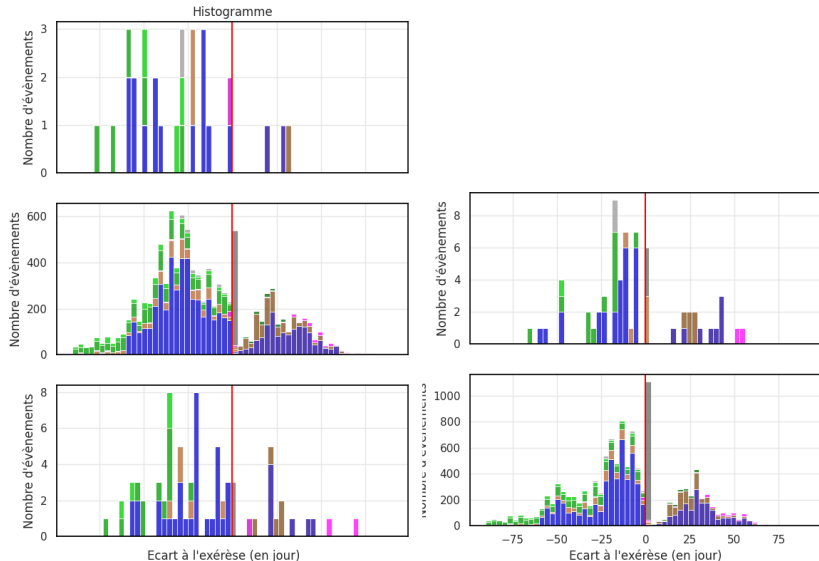 Histogramme
Nombre d'évènements
3
2
1
0
Nombre d'évènements
600
400
200
0
Nombre d'évènements
8
6
4
2
0
Ecart à l'exérèse (en jour)
Nombre d'évènements
8
6
4
2
0
Nombre d'évènements
1000
800
600
400
200
0
−75 −50 −25 0 25 50 75
Ecart à l'exérèse (en jour)